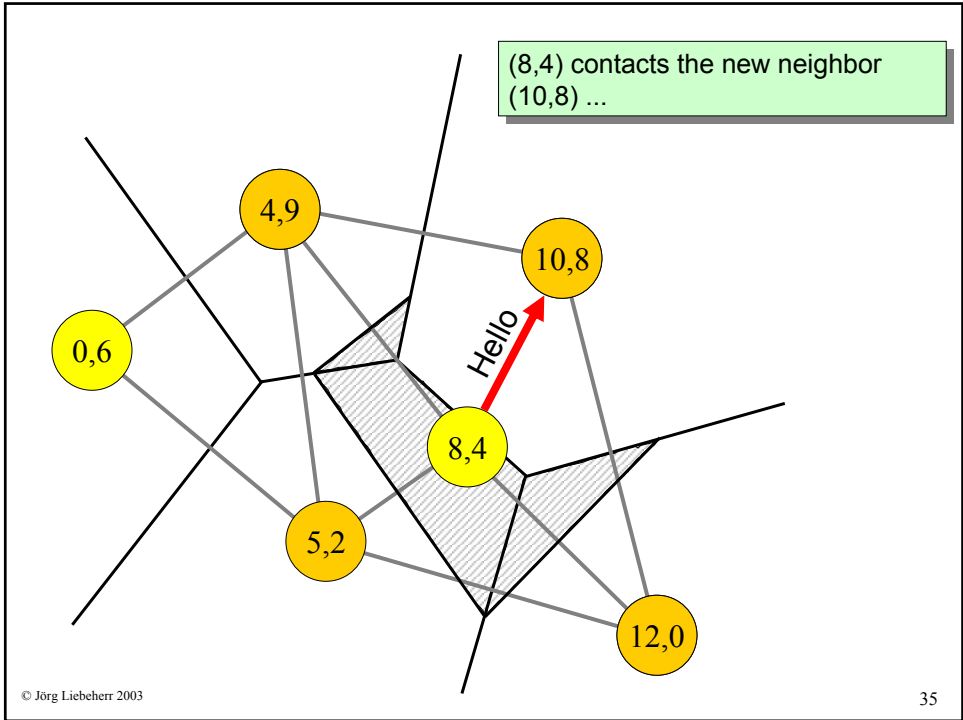 (8,4) contacts the new neighbor
(10,8) ...
4,9
10,8
Hello
0,6
8,4
5,2
12,0
© Jörg Liebeherr 2003
35